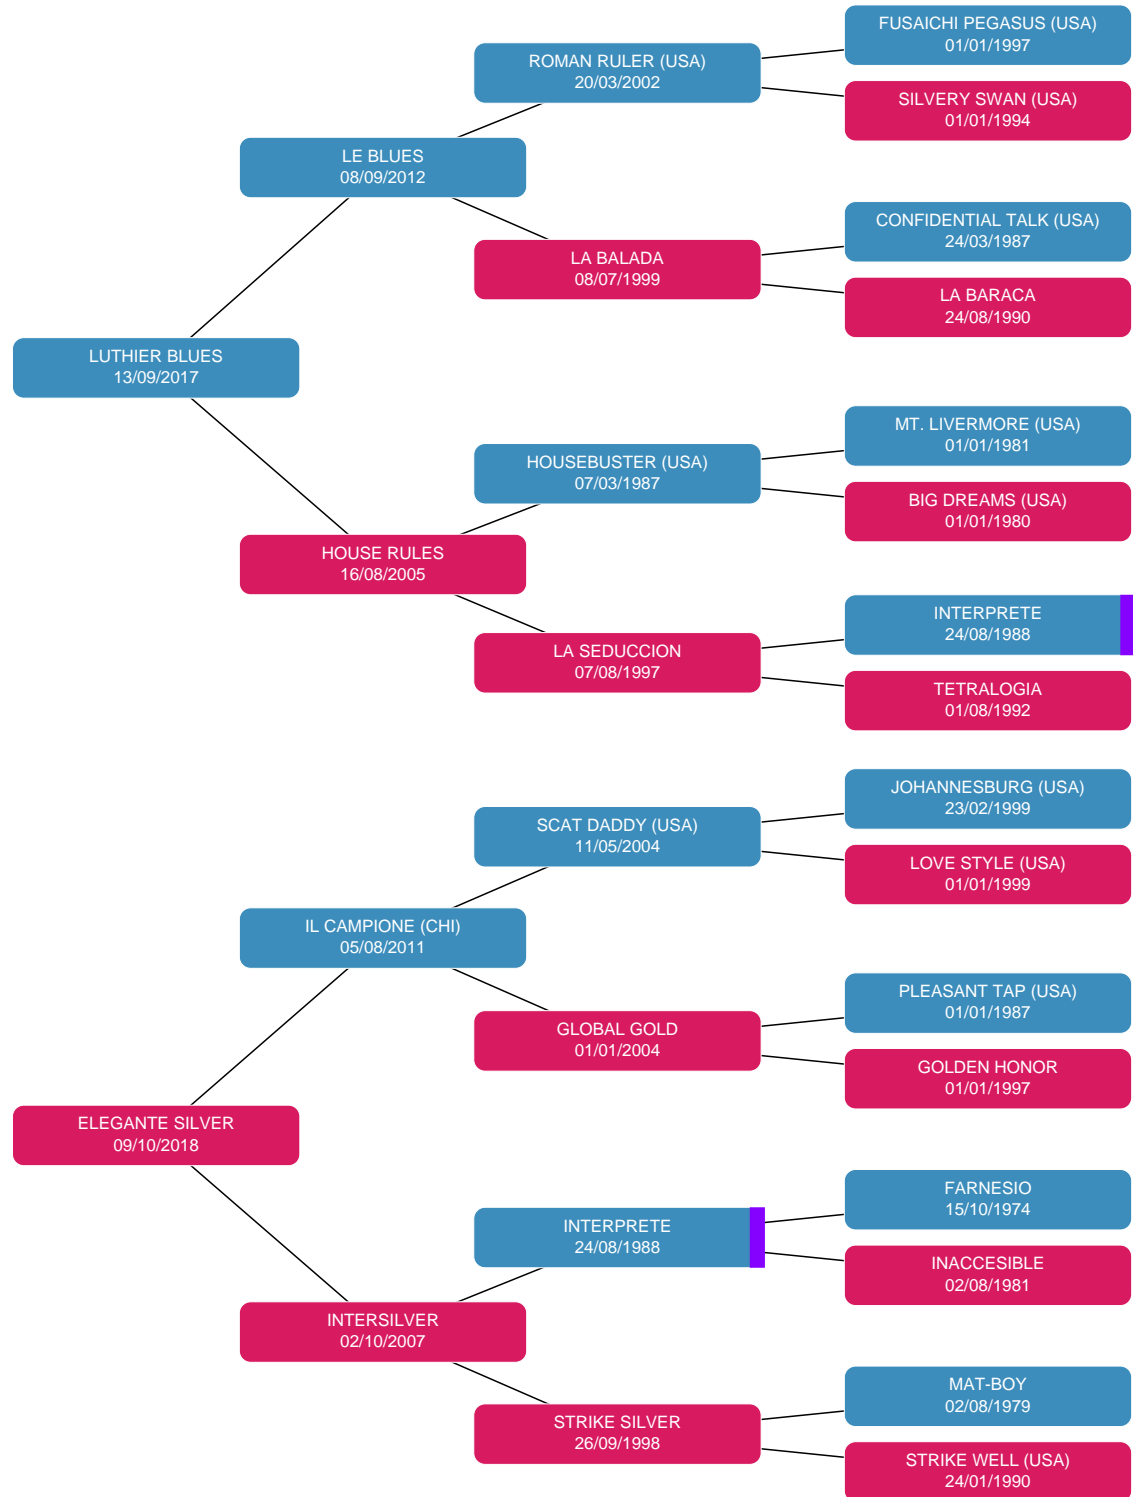 FUSAICHI PEGASUS (USA)
01/01/1997
ROMAN RULER (USA)
20/03/2002
SILVERY SWAN (USA)
01/01/1994
LE BLUES
08/09/2012
CONFIDENTIAL TALK (USA)
24/03/1987
LA BALADA
08/07/1999
LA BARACA
24/08/1990
LUTHIER BLUES
13/09/2017
MT. LIVERMORE (USA)
01/01/1981
HOUSEBUSTER (USA)
07/03/1987
BIG DREAMS (USA)
01/01/1980
HOUSE RULES
16/08/2005
INTERPRETE
24/08/1988
LA SEDUCCION
07/08/1997
TETRALOGIA
01/08/1992
JOHANNESBURG (USA)
23/02/1999
SCAT DADDY (USA)
11/05/2004
LOVE STYLE (USA)
01/01/1999
IL CAMPIONE (CHI)
05/08/2011
PLEASANT TAP (USA)
01/01/1987
GLOBAL GOLD
01/01/2004
GOLDEN HONOR
01/01/1997
ELEGANTE SILVER
09/10/2018
FARNESIO
15/10/1974
INTERPRETE
24/08/1988
INACCESIBLE
02/08/1981
INTERSILVER
02/10/2007
MAT-BOY
02/08/1979
STRIKE SILVER
26/09/1998
STRIKE WELL (USA)
24/01/1990